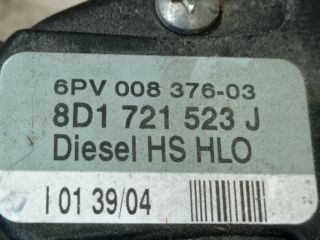 6PV 008 376-03
8D1 721 523 J
Diesel HS HLO
I 01 39/04